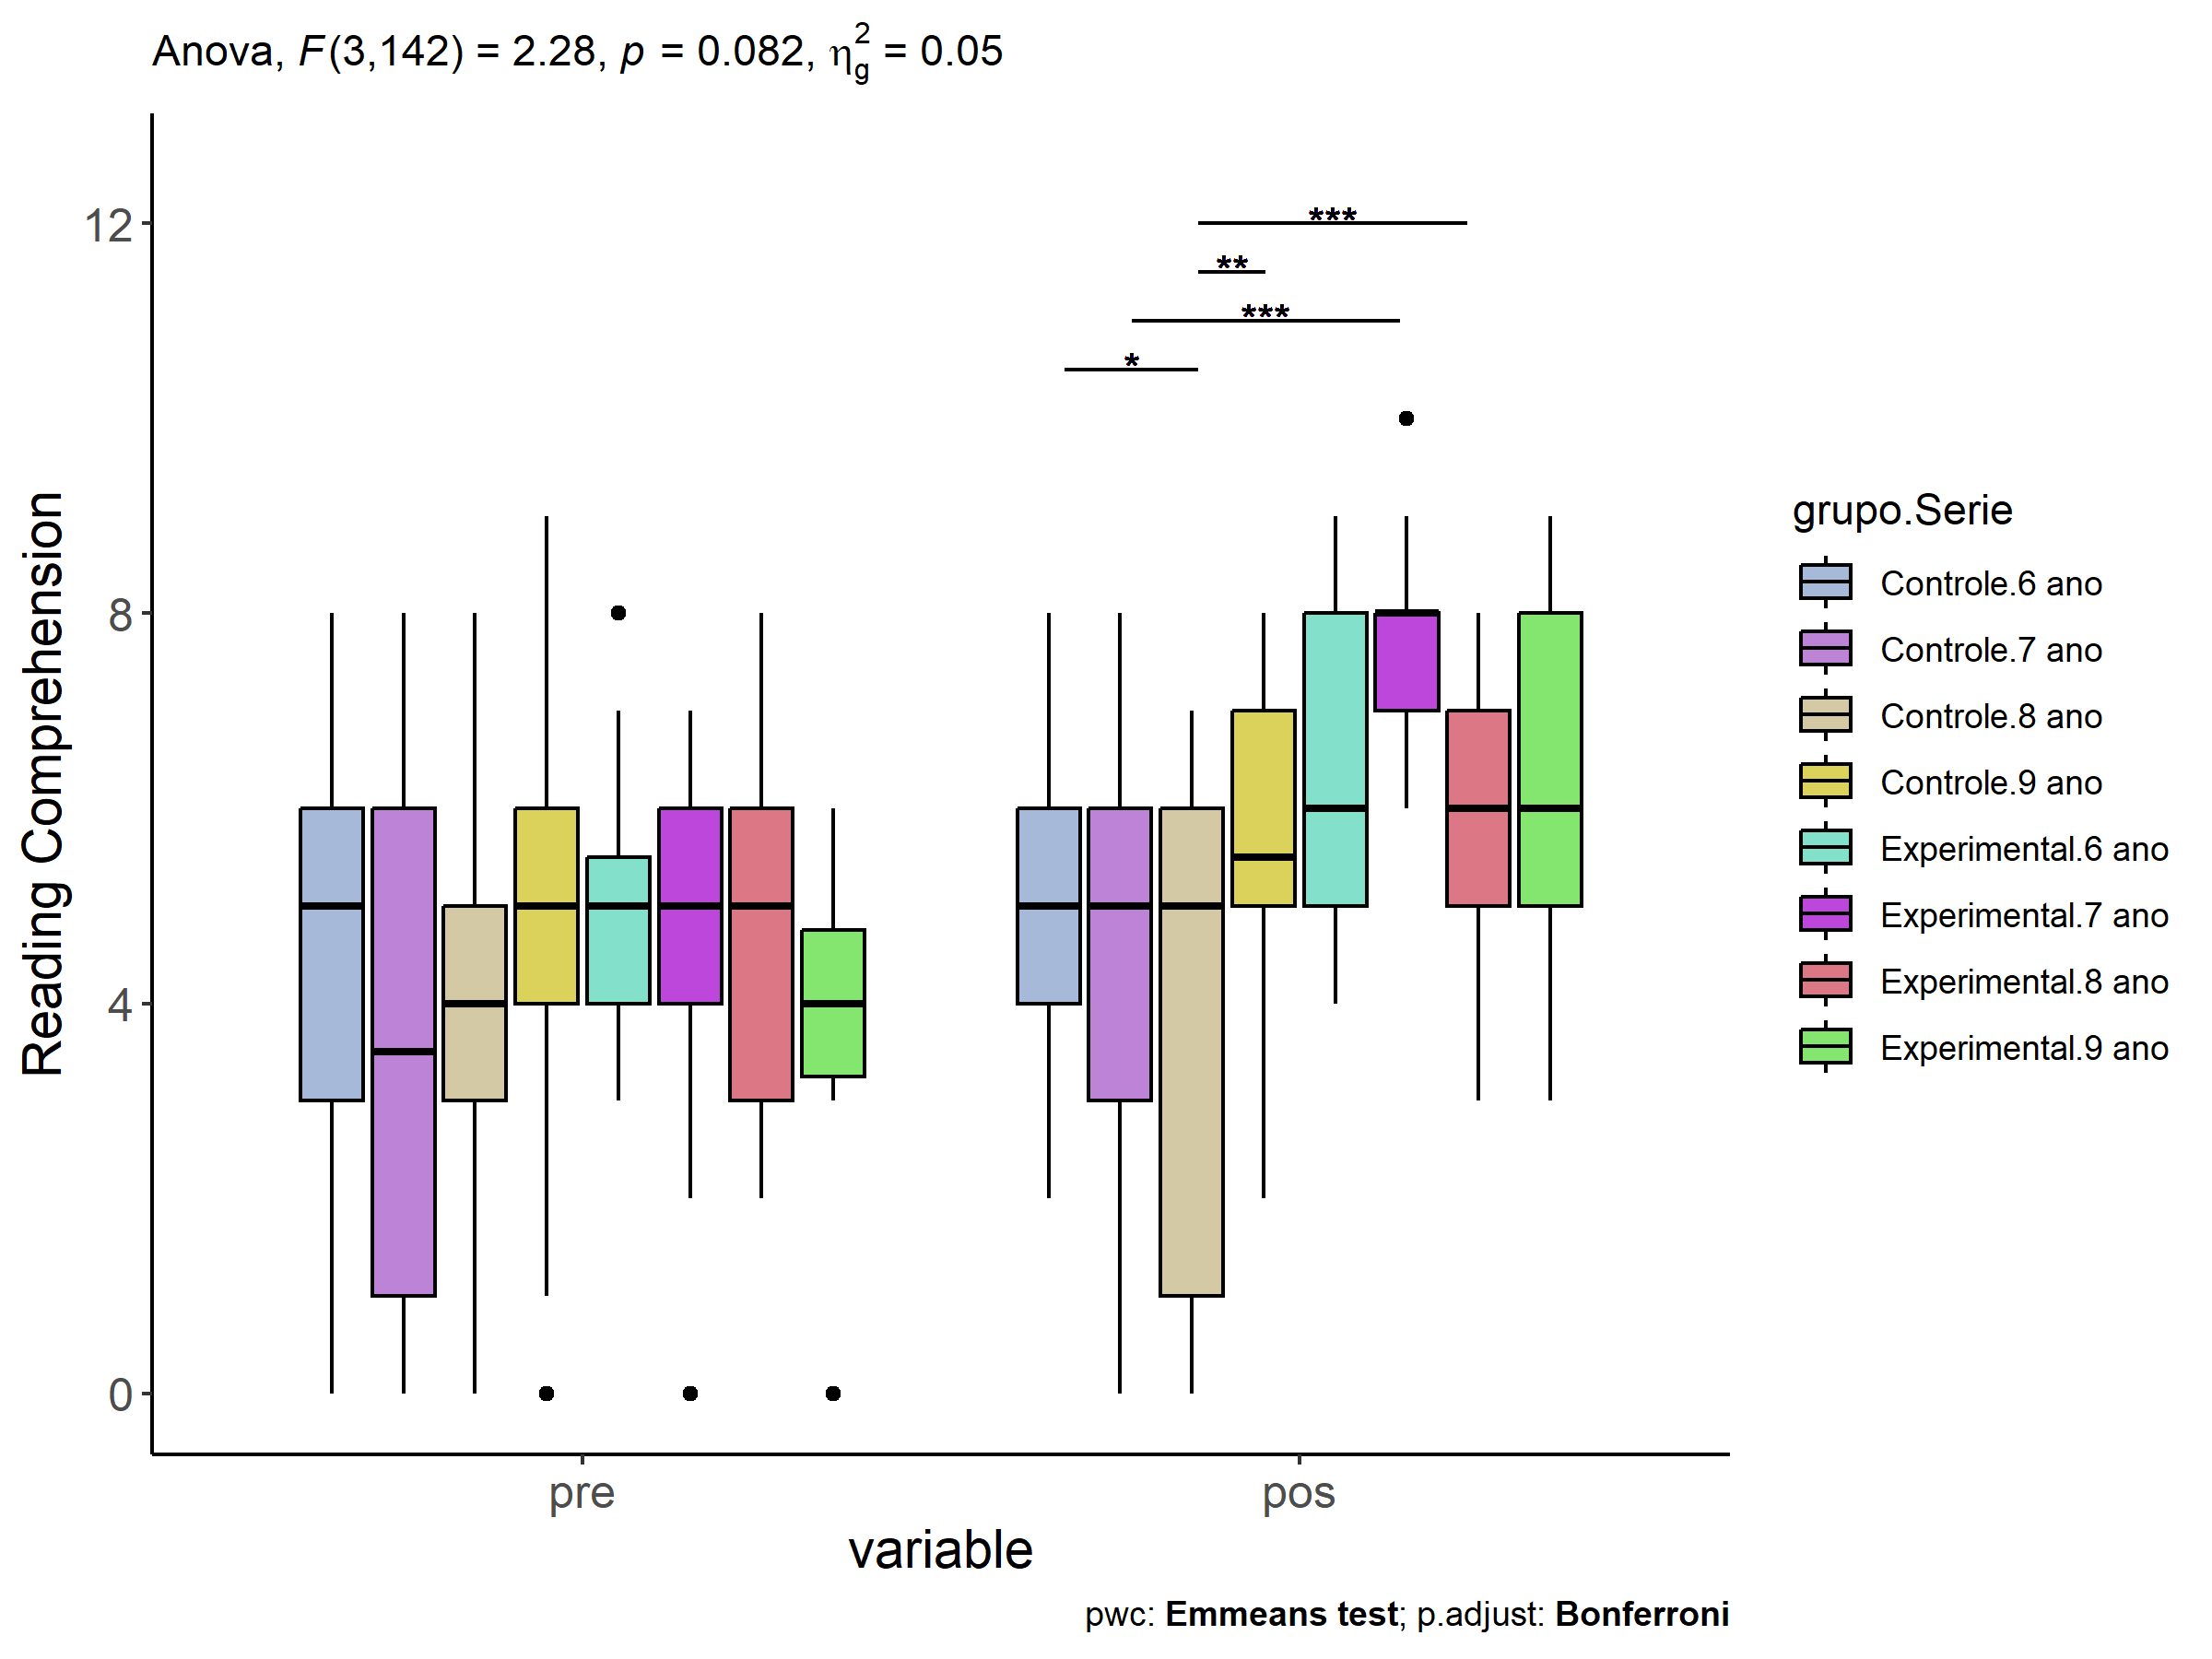 Anova, F(3,142) = 2.28, p = 0.082, η²g = 0.05
12
8
4
0
Reading Comprehension
***
**
***
*
pre
pos
variable
grupo.Serie
Controle.6 ano
Controle.7 ano
Controle.8 ano
Controle.9 ano
Experimental.6 ano
Experimental.7 ano
Experimental.8 ano
Experimental.9 ano
pwc: Emmeans test; p.adjust: Bonferroni